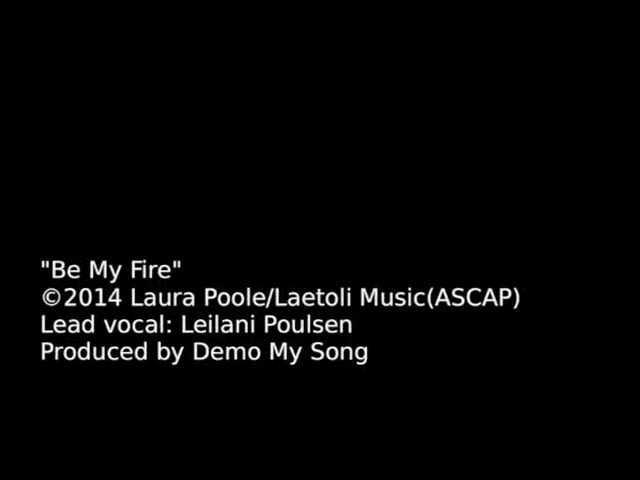 "Be My Fire"
©2014 Laura Poole/Laetoli Music(ASCAP)
Lead vocal: Leilani Poulsen
Produced by Demo My Song